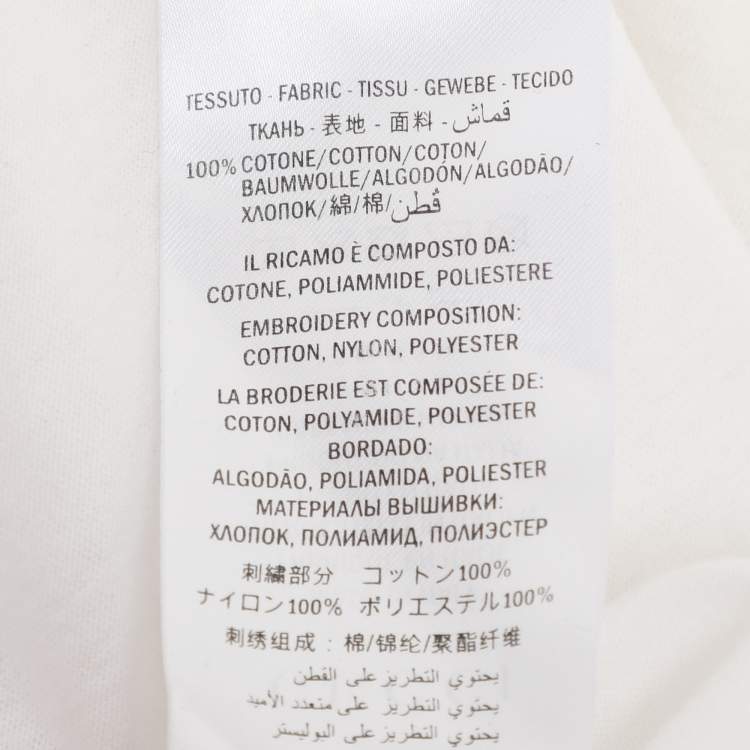 TESSUTO - FABRIC - TISSU - GEWEBE - TECIDO
ТКАНЬ - 表地 - 面料 - قماش
100% COTONE/COTTON/COTON/
BAUMWOLLE/ALGODÓN/ALGODÃO/
ХЛОПОК/綿/棉/قُطن
IL RICAMO È COMPOSTO DA:
COTONE, POLIAMMIDE, POLIESTERE
EMBROIDERY COMPOSITION:
COTTON, NYLON, POLYESTER
LA BRODERIE EST COMPOSÉE DE:
COTON, POLYAMIDE, POLYESTER
BORDADO:
ALGODÃO, POLIAMIDA, POLIESTER
МАТЕРИАЛЫ ВЫШИВКИ:
ХЛОПОК, ПОЛИАМИД, ПОЛИЭСТЕР
刺繍部分 コットン100%
ナイロン100% ポリエステル100%
刺绣组成：棉/锦纶/聚酯纤维
يحتوي التطريز على القطن
يحتوي التطريز على متعدد الأميد
يحتوي التطريز على البوليستر